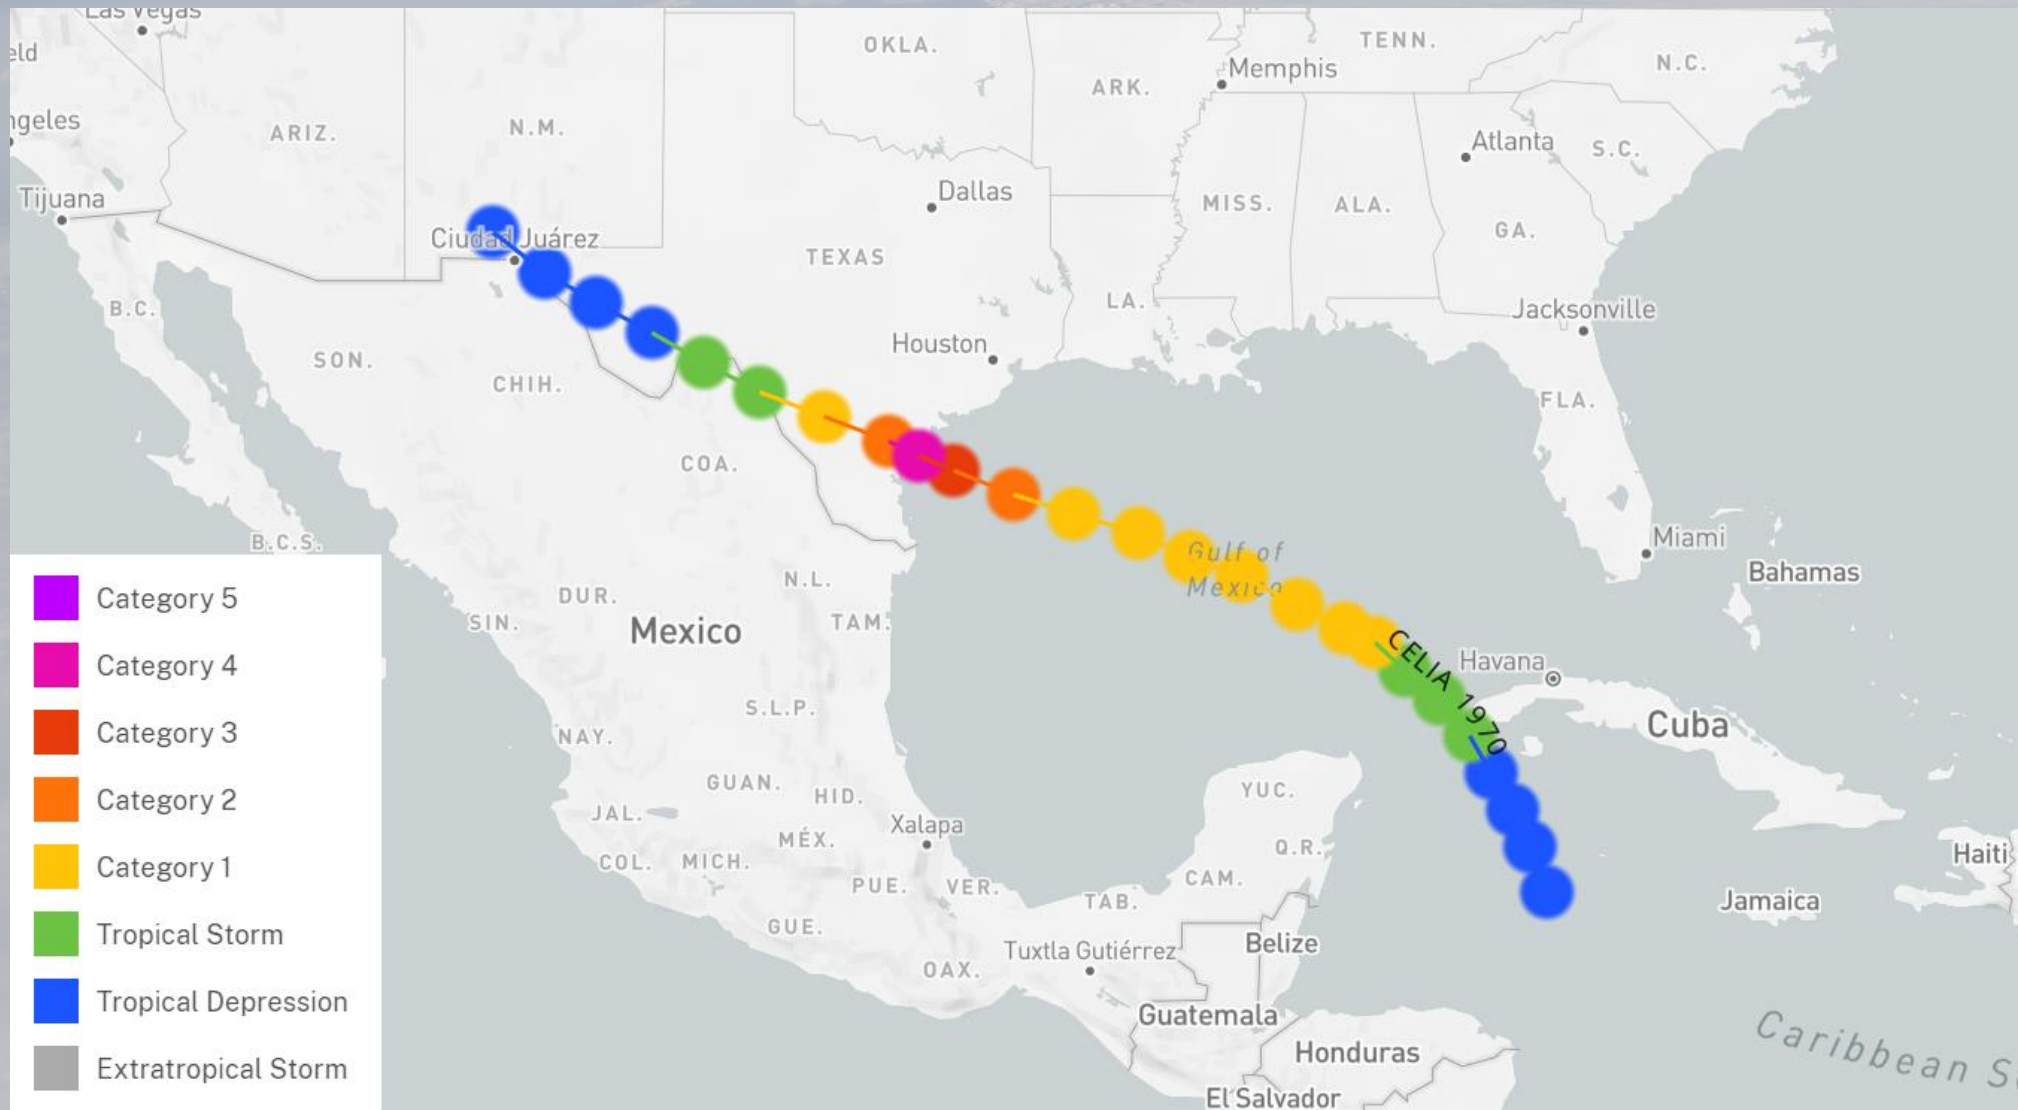 Las Vegas
OKLA.
TENN.
N.C.
Memphis
ARK.
ARIZ.
N.M.
Atlanta
S.C.
Tijuana
Dallas
MISS.
ALA.
GA.
Ciudad Juárez
TEXAS
B.C.
LA.
Jacksonville
SON.
Houston
CHIH.
FLA.
COA.
B.C.S.
Miami
Gulf of
Mexico
Bahamas
N.L.
DUR.
SIN.
Mexico
TAM.
CELIA 1970
Havana
S.L.P.
Cuba
NAY.
GUAN.
HID.
YUC.
JAL.
Xalapa
MÉX.
Q.R.
COL.
MICH.
Haiti
PUE.
VER.
CAM.
TAB.
Jamaica
GUE.
Tuxtla Gutiérrez
Belize
OAX.
Guatemala
Honduras
Caribbean S
El Salvador
Category 5
Category 4
Category 3
Category 2
Category 1
Tropical Storm
Tropical Depression
Extratropical Storm